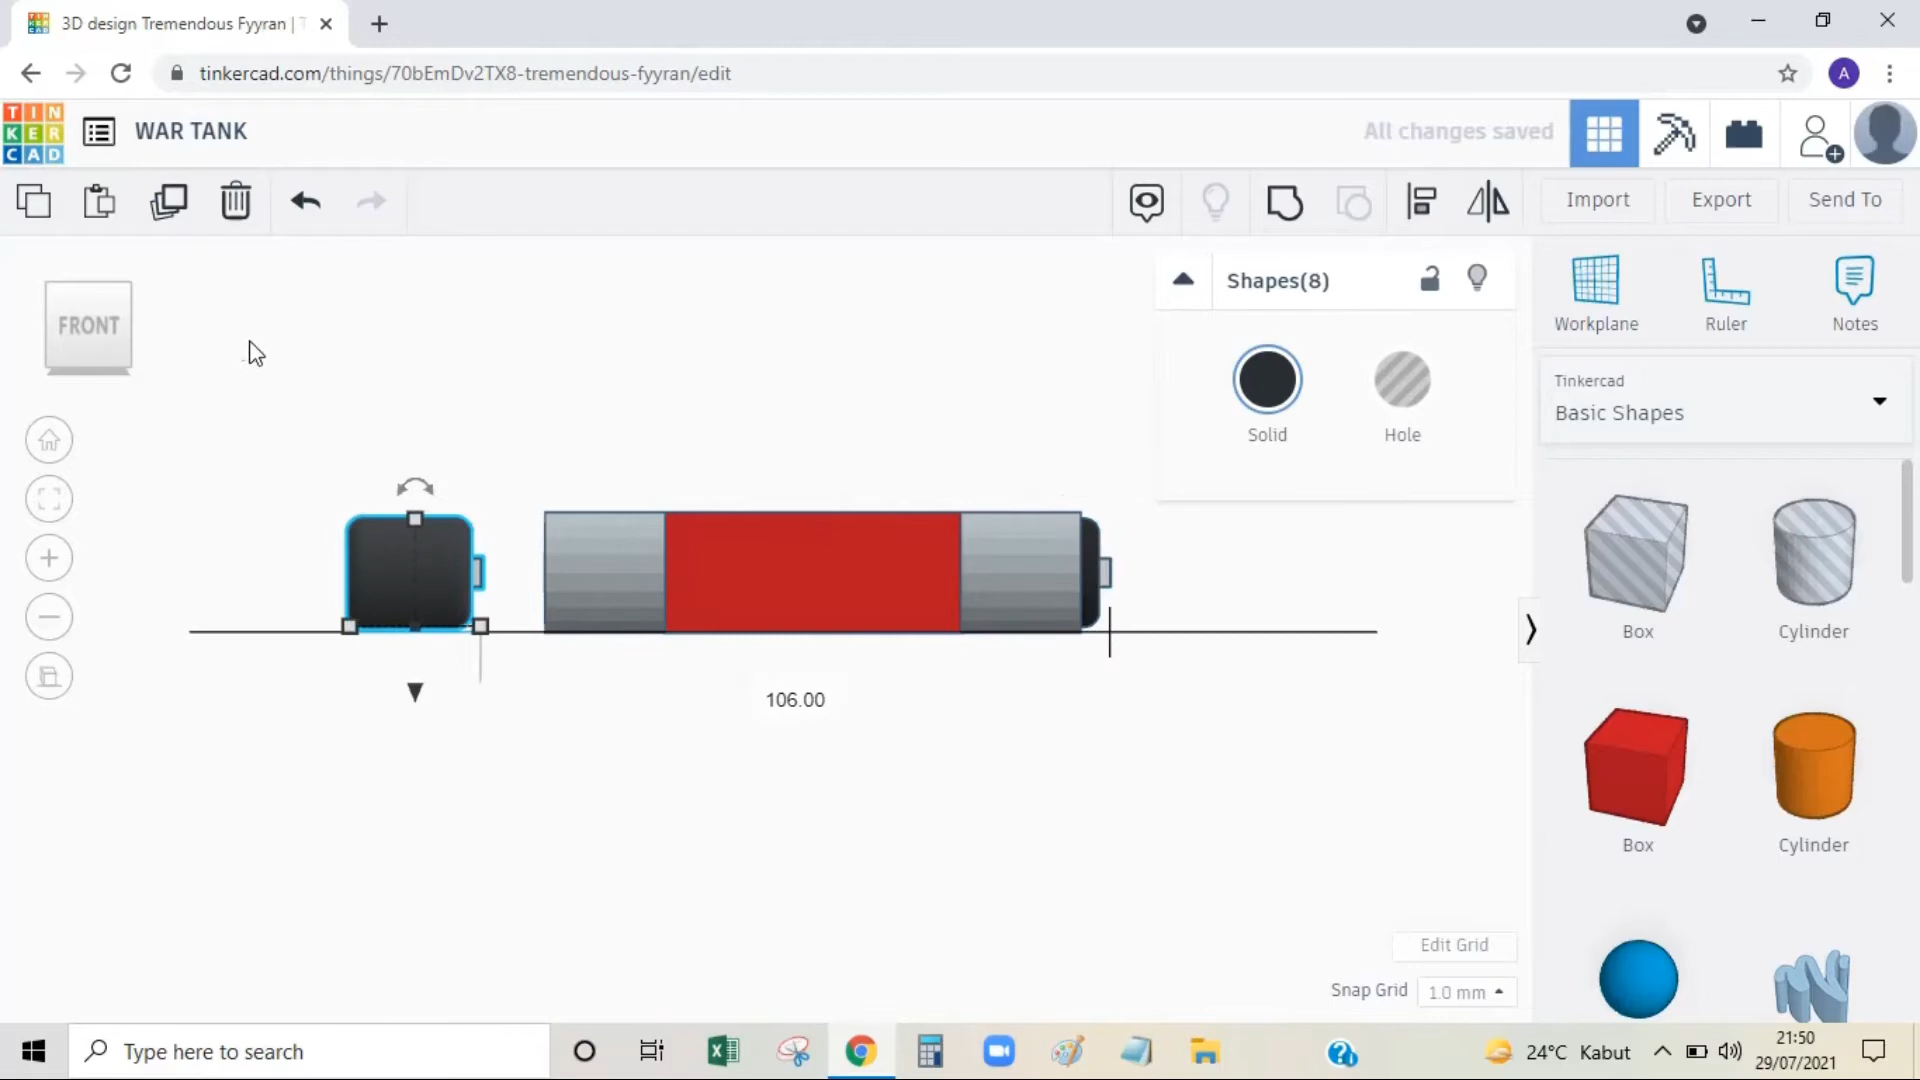 3D design Tremendous Fyyran | T
tinkercad.com/things/70bEmDv2TX8-tremendous-fyyran/edit
A
TIN
KER
CAD
WAR TANK
All changes saved
Import
Export
Send To
FRONT
Shapes(8)
Solid
Hole
Workplane
Ruler
Notes
Tinkercad
Basic Shapes
Box
Cylinder
Box
Cylinder
106.00
Edit Grid
Snap Grid
1.0 mm
Type here to search
24°C Kabut
21:50
29/07/2021